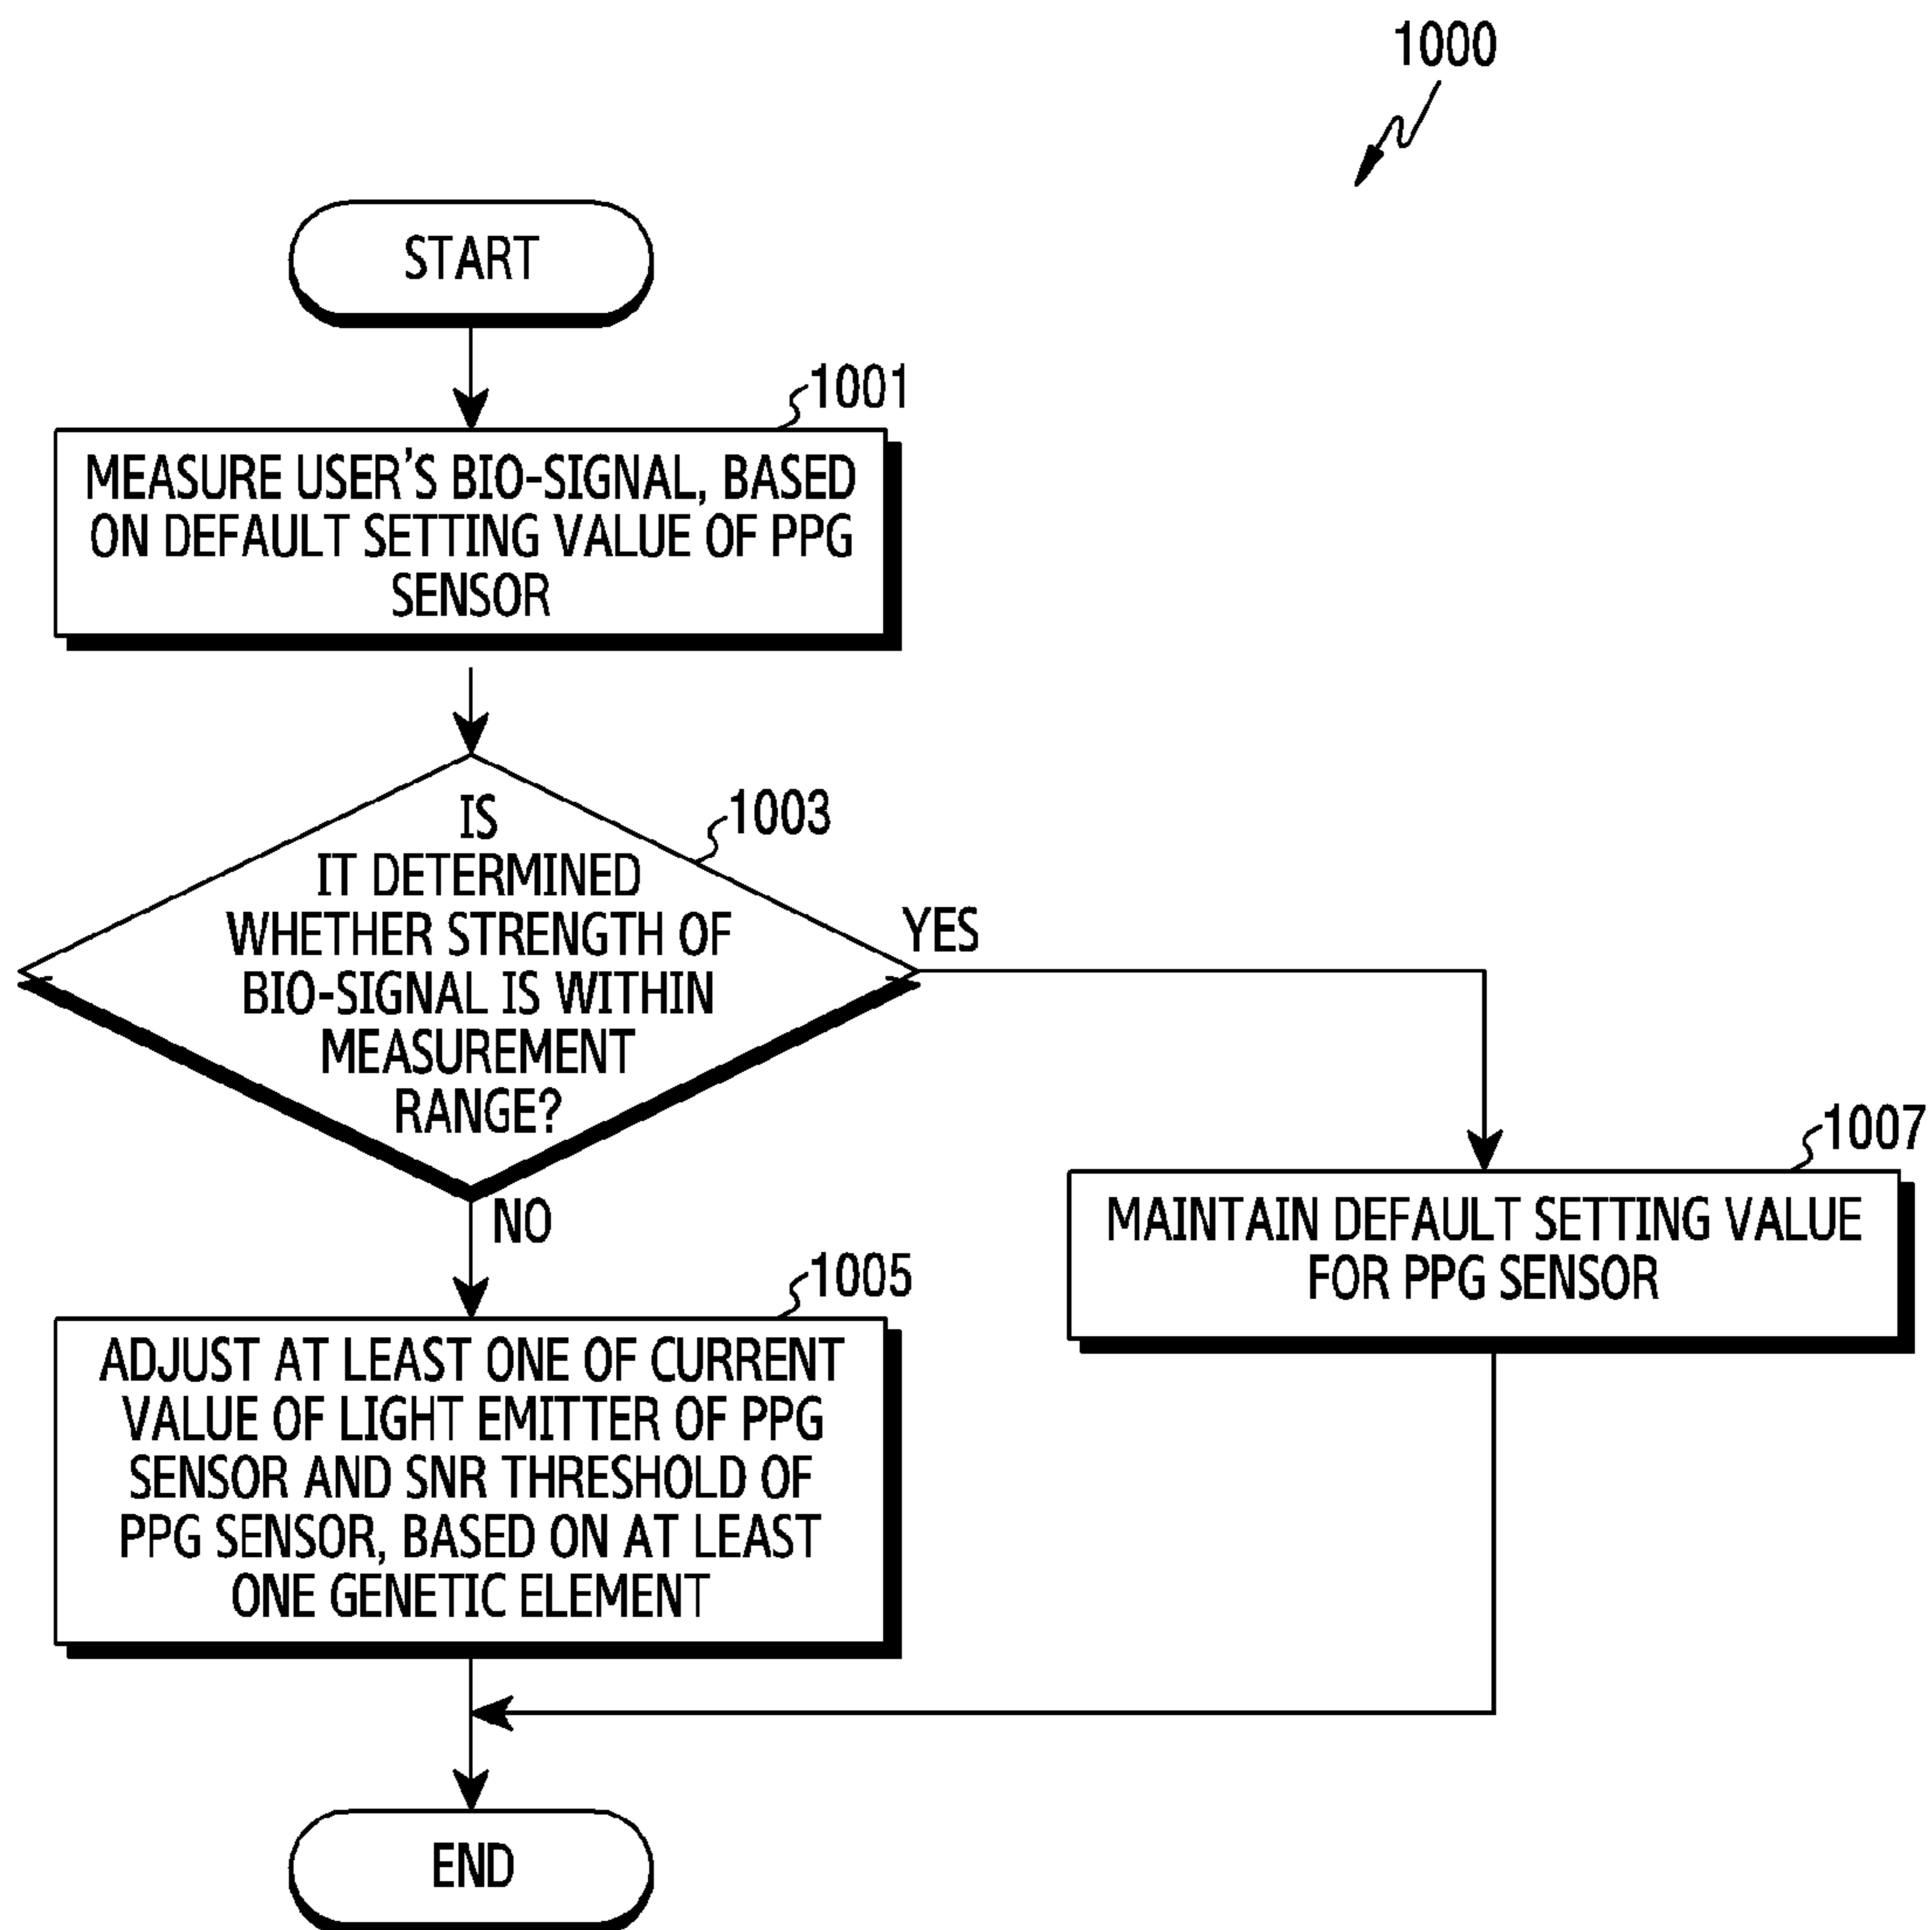 1000
START
1001
MEASURE USER'S BIO-SIGNAL, BASED
ON DEFAULT SETTING VALUE OF PPG
SENSOR
1003
IS
IT DETERMINED
WHETHER STRENGTH OF
BIO-SIGNAL IS WITHIN
MEASUREMENT
RANGE?
YES
NO
1007
MAINTAIN DEFAULT SETTING VALUE
FOR PPG SENSOR
1005
ADJUST AT LEAST ONE OF CURRENT
VALUE OF LIGHT EMITTER OF PPG
SENSOR AND SNR THRESHOLD OF
PPG SENSOR, BASED ON AT LEAST
ONE GENETIC ELEMENT
END